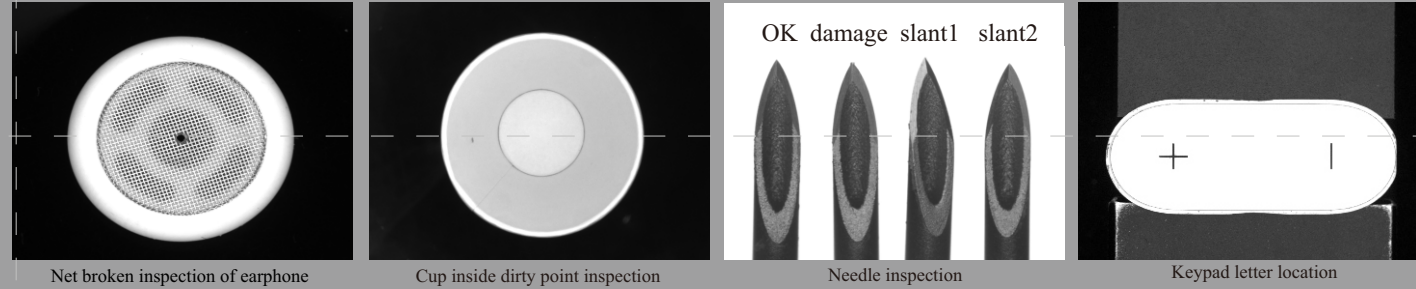 OK damage slant1 slant2
Net broken inspection of earphone
Cup inside dirty point inspection
Needle inspection
Keypad letter location